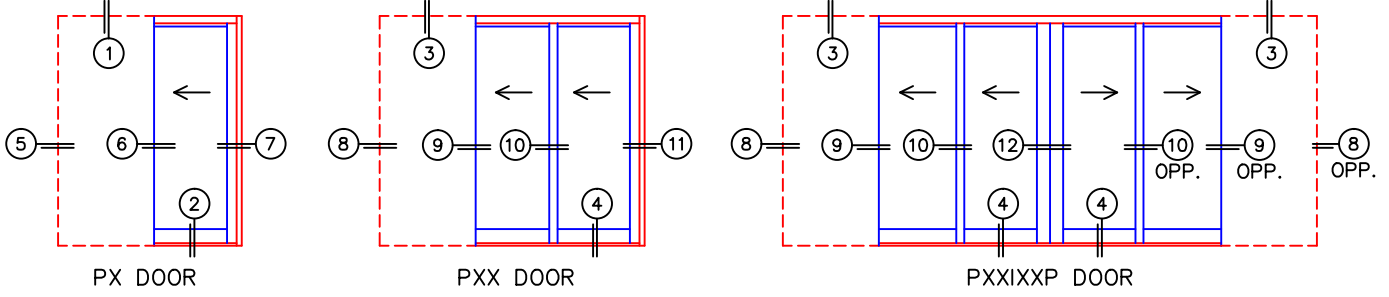 1 3 3 3
5 6 7 8 9 10 11 8 9 10 12 10 OPP. 9 OPP. 8 OPP.
2 4 4 4
PX DOOR PXX DOOR PXXIXXP DOOR